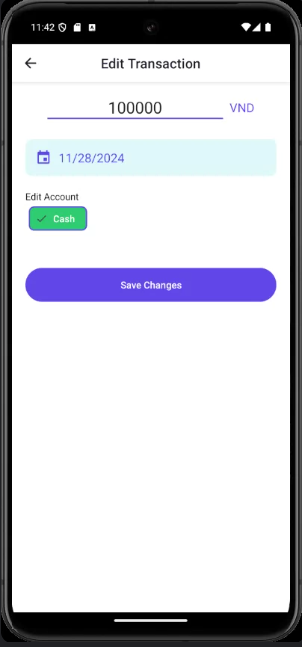 11:42
Edit Transaction
100000 VND
11/28/2024
Edit Account
Cash
Save Changes